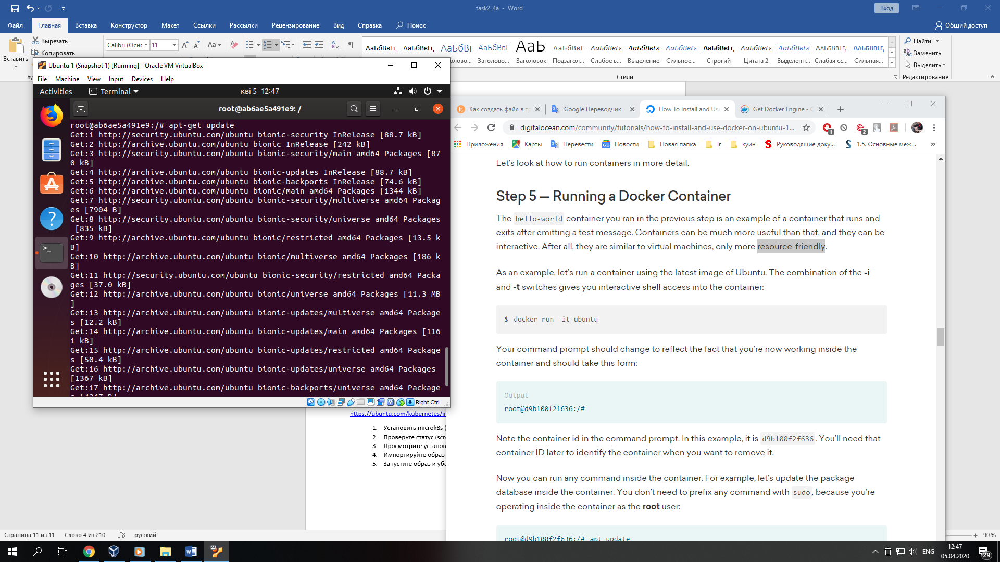 task2_4a - Word
Вход
Файл Главная Вставка Конструктор Макет Ссылки Рассылки Рецензирование Вид Справка Поиск Общий доступ
Вставить
Вырезать
Копировать
Calibri (Оснс 11
АаБбВвГг, АаБбВвГг, АаБбВ АаБбВвГ Аab АаБбВвГ АаБбВвГг АаБбВвГг АаБбВвГг АаБбВвГг, АаБбВвГг АаБбВвГг АаБбВвГг, АаБбВвГг,
Заголово... Заголовок Подзагол... Слабое в... Выделение Сильное... Строгий Цитата 2 Выделенн... Слабая сс... Сильная...
Стили
Найти
Заменить
Выделить
Редактирование
Ubuntu 1 (Snapshot 1) [Running] - Oracle VM VirtualBox
File Machine View Input Devices Help
Activities Terminal кві 5 12:47
root@ab6ae5a491e9: /
root@ab6ae5a491e9:/# apt-get update
Get:1 http://security.ubuntu.com/ubuntu bionic-security InRelease [88.7 kB]
Get:2 http://archive.ubuntu.com/ubuntu bionic InRelease [242 kB]
Get:3 http://security.ubuntu.com/ubuntu bionic-security/main amd64 Packages [87
0 kB]
Get:4 http://archive.ubuntu.com/ubuntu bionic-updates InRelease [88.7 kB]
Get:5 http://archive.ubuntu.com/ubuntu bionic-backports InRelease [74.6 kB]
Get:6 http://archive.ubuntu.com/ubuntu bionic/main amd64 Packages [1344 kB]
Get:7 http://security.ubuntu.com/ubuntu bionic-security/multiverse amd64 Packag
es [7904 B]
Get:8 http://security.ubuntu.com/ubuntu bionic-security/universe amd64 Packages
[835 kB]
Get:9 http://archive.ubuntu.com/ubuntu bionic/restricted amd64 Packages [13.5 k
B]
Get:10 http://archive.ubuntu.com/ubuntu bionic/multiverse amd64 Packages [186 k
B]
Get:11 http://security.ubuntu.com/ubuntu bionic-security/restricted amd64 Packa
ges [37.0 kB]
Get:12 http://archive.ubuntu.com/ubuntu bionic/universe amd64 Packages [11.3 MB
]
Get:13 http://archive.ubuntu.com/ubuntu bionic-updates/multiverse amd64 Package
s [12.2 kB]
Get:14 http://archive.ubuntu.com/ubuntu bionic-updates/main amd64 Packages [116
1 kB]
Get:15 http://archive.ubuntu.com/ubuntu bionic-updates/restricted amd64 Package
s [50.4 kB]
Get:16 http://archive.ubuntu.com/ubuntu bionic-updates/universe amd64 Packages
[1367 kB]
Get:17 http://archive.ubuntu.com/ubuntu bionic-backports/universe amd64 Package
Right Ctrl
https://ubuntu.com/kubernetes/in
1. Установить microk8s (
2. Проверьте статус (scre
3. Просмотрите установ
4. Импортируйте образ
5. Запустите образ и убе
Как создать файл в тe Google Переводчик How To Install and Us Get Docker Engine - C
digitalocean.com/community/tutorials/how-to-install-and-use-docker-on-ubuntu-1...
1
2
Приложения Карты Перевести Новости Новая папка Ir куин Руководящие доку... 1.5. Основные меж... »
Let's look at how to run containers in more detail.
Step 5 — Running a Docker Container
The hello-world container you ran in the previous step is an example of a container that runs and
exits after emitting a test message. Containers can be much more useful than that, and they can be
interactive. After all, they are similar to virtual machines, only more resource-friendly.
As an example, let's run a container using the latest image of Ubuntu. The combination of the -i
and -t switches gives you interactive shell access into the container:
$ docker run -it ubuntu
Your command prompt should change to reflect the fact that you're now working inside the
container and should take this form:
Output
root@d9b100f2f636:/#
Note the container id in the command prompt. In this example, it is d9b100f2f636. You'll need that
container ID later to identify the container when you want to remove it.
Now you can run any command inside the container. For example, let's update the package
database inside the container. You don't need to prefix any command with sudo, because you're
operating inside the container as the root user:
root@d9b100f2f636:/# apt update
Страница 11 из 11 Слово 4 из 210 русский
90 %
ENG
12:47
05.04.2020
29